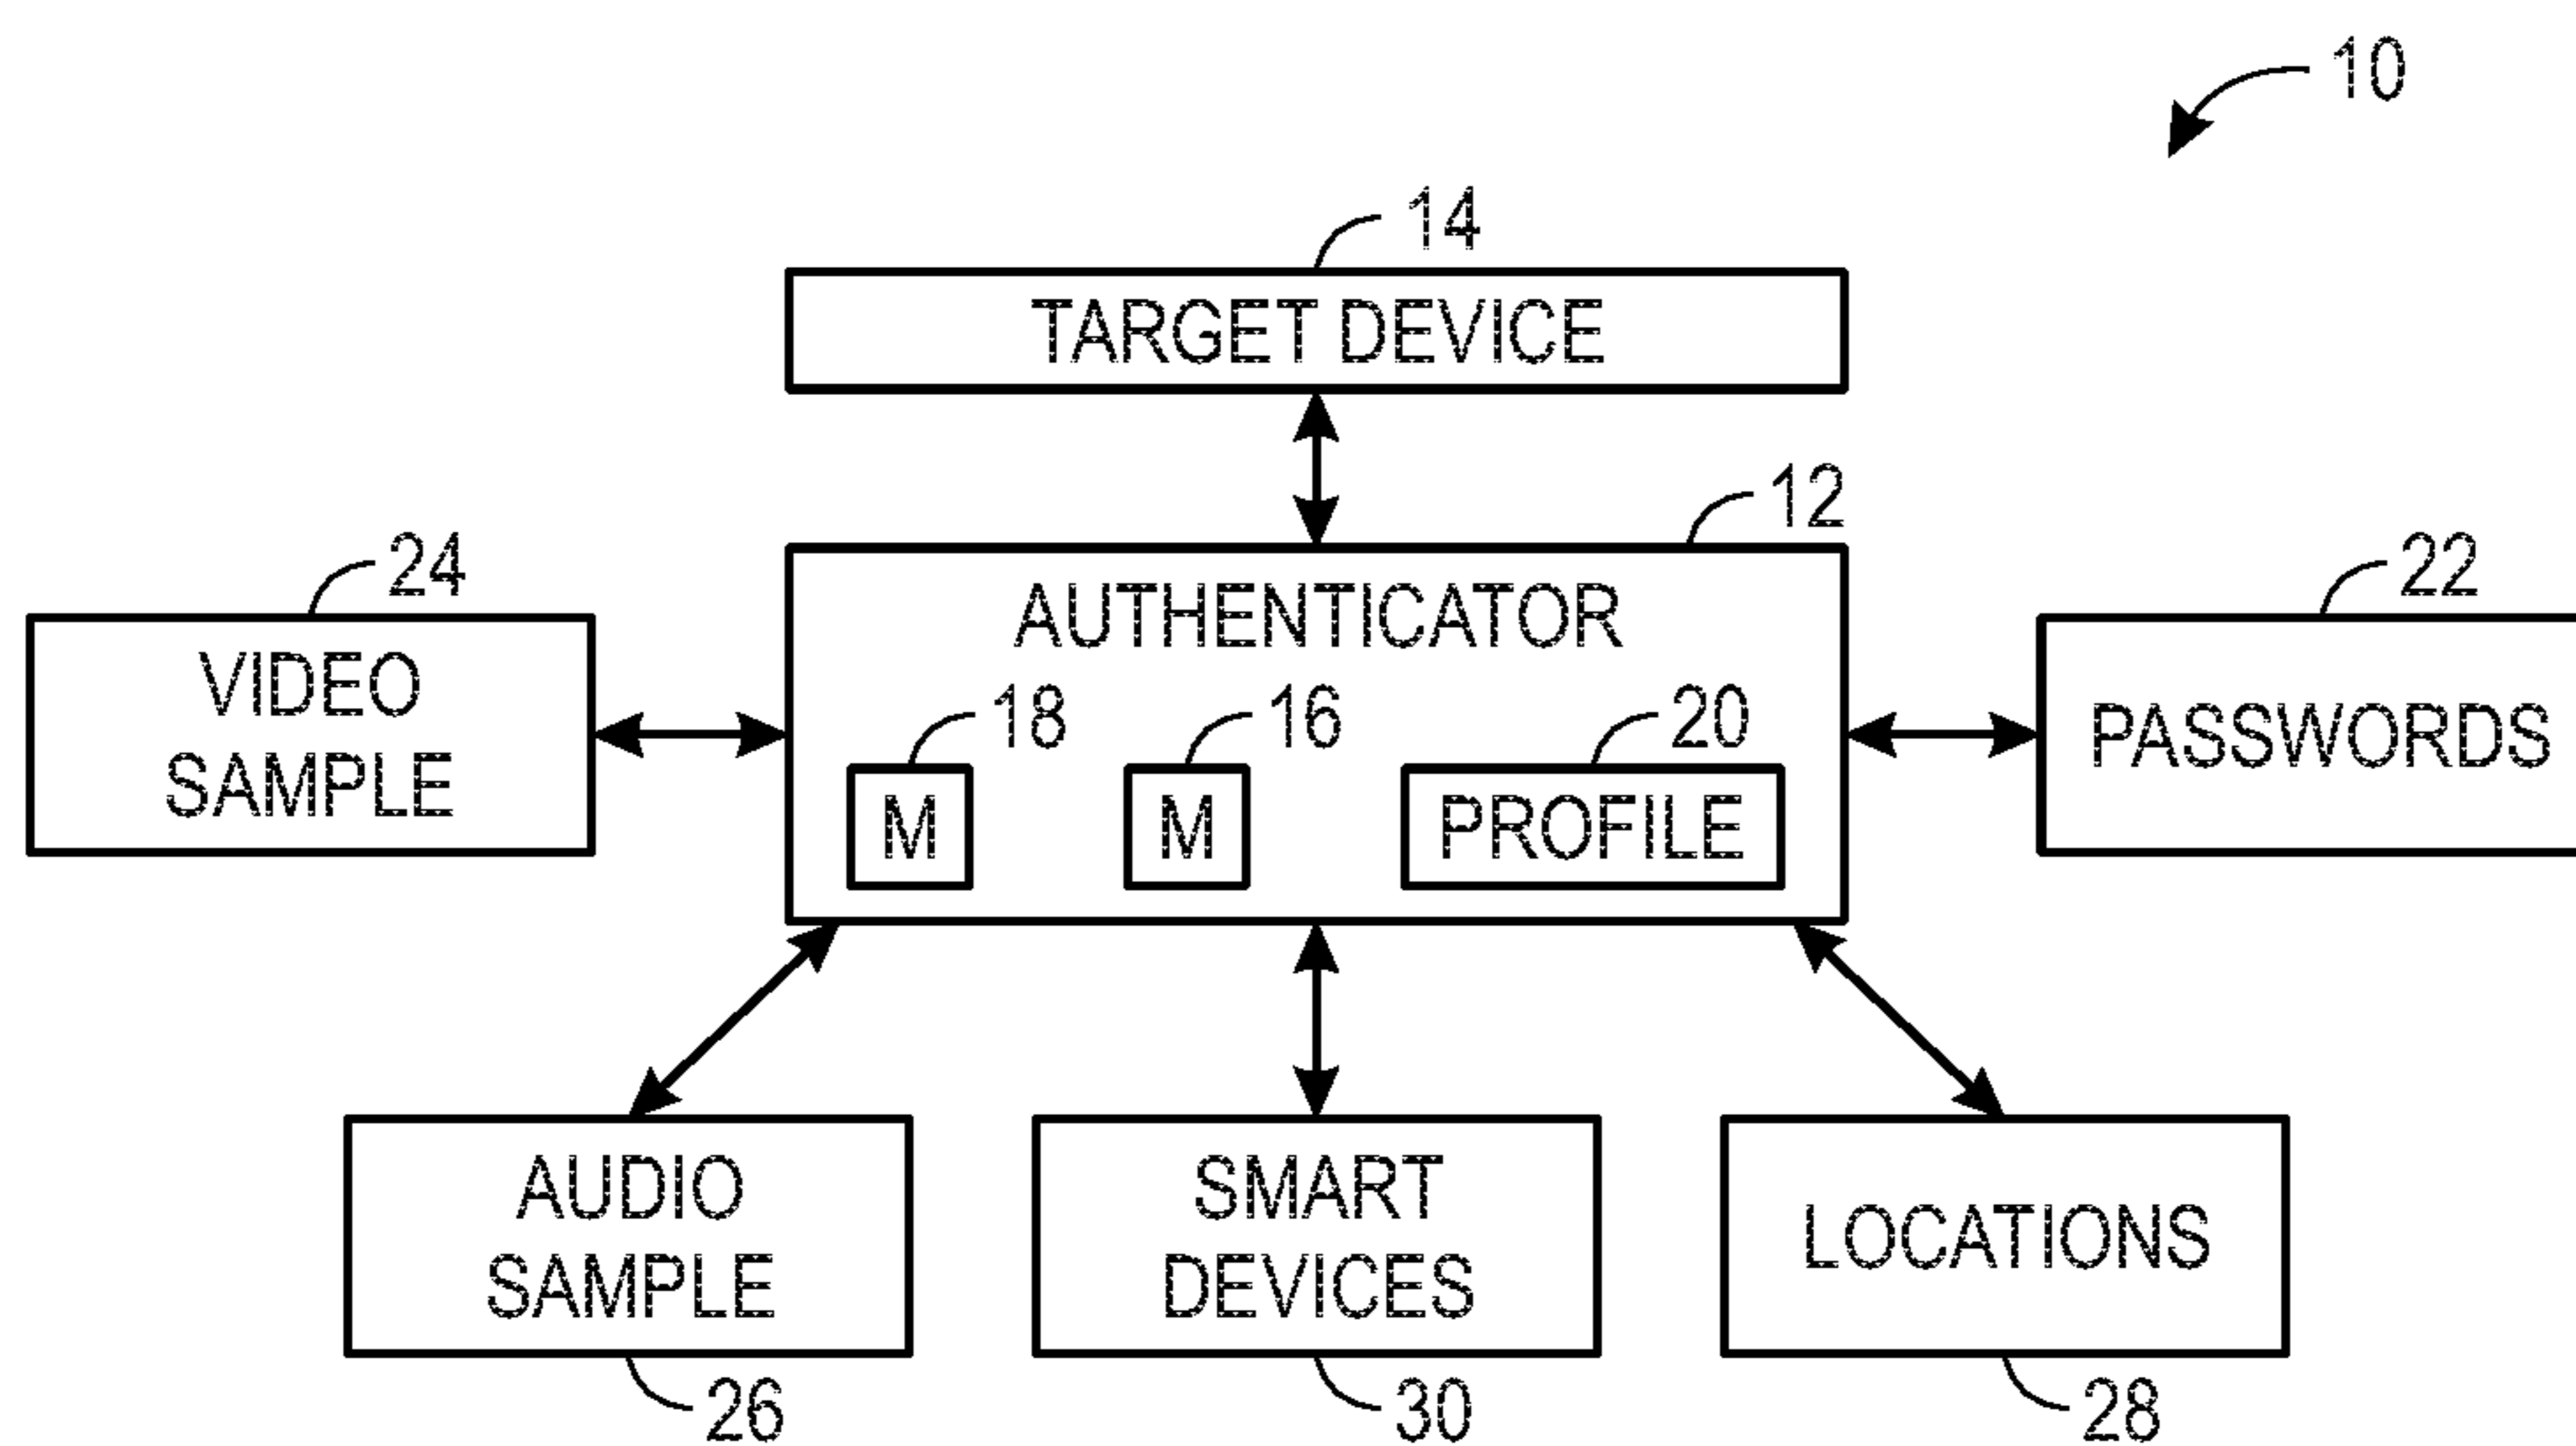 10
14
TARGET DEVICE
12
24
22
AUTHENTICATOR
VIDEO
SAMPLE
18
16
20
PASSWORDS
M
M
PROFILE
AUDIO
SAMPLE
SMART
DEVICES
LOCATIONS
26
30
28